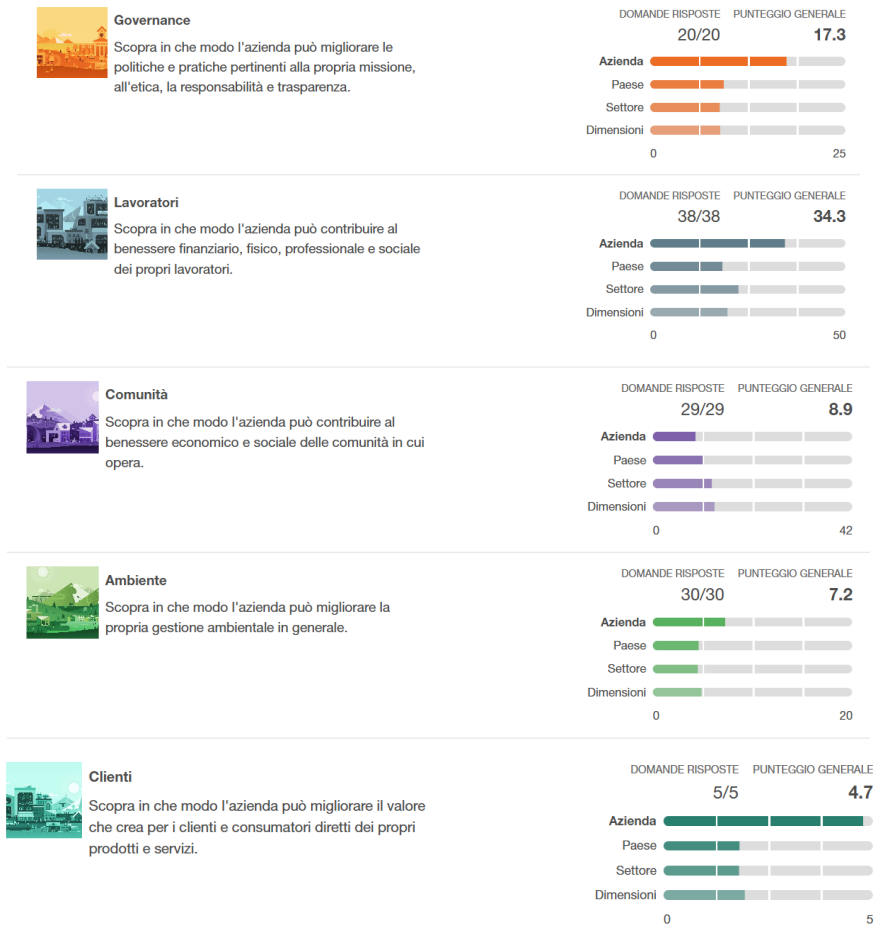 Governance
Scopra in che modo l'azienda può migliorare le
politiche e pratiche pertinenti alla propria missione,
all'etica, la responsabilità e trasparenza.
DOMANDE RISPOSTE PUNTEGGIO GENERALE
20/20 17.3
Azienda
Paese
Settore
Dimensioni
0 25
Lavoratori
Scopra in che modo l'azienda può contribuire al
benessere finanziario, fisico, professionale e sociale
dei propri lavoratori.
DOMANDE RISPOSTE PUNTEGGIO GENERALE
38/38 34.3
Azienda
Paese
Settore
Dimensioni
0 50
Comunità
Scopra in che modo l'azienda può contribuire al
benessere economico e sociale delle comunità in cui
opera.
DOMANDE RISPOSTE PUNTEGGIO GENERALE
29/29 8.9
Azienda
Paese
Settore
Dimensioni
0 42
Ambiente
Scopra in che modo l'azienda può migliorare la
propria gestione ambientale in generale.
DOMANDE RISPOSTE PUNTEGGIO GENERALE
30/30 7.2
Azienda
Paese
Settore
Dimensioni
0 20
Clienti
Scopra in che modo l'azienda può migliorare il valore
che crea per i clienti e consumatori diretti dei propri
prodotti e servizi.
DOMANDE RISPOSTE PUNTEGGIO GENERALE
5/5 4.7
Azienda
Paese
Settore
Dimensioni
0 5